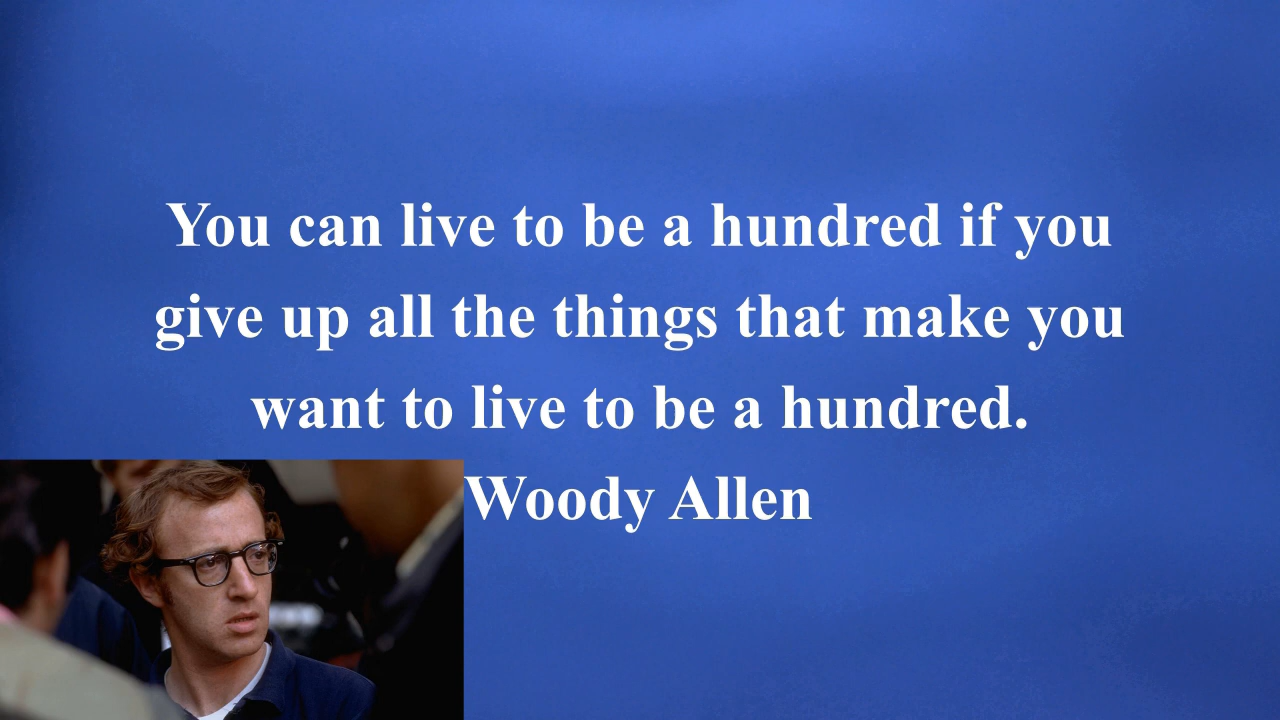 You can live to be a hundred if you
give up all the things that make you
want to live to be a hundred.
Woody Allen